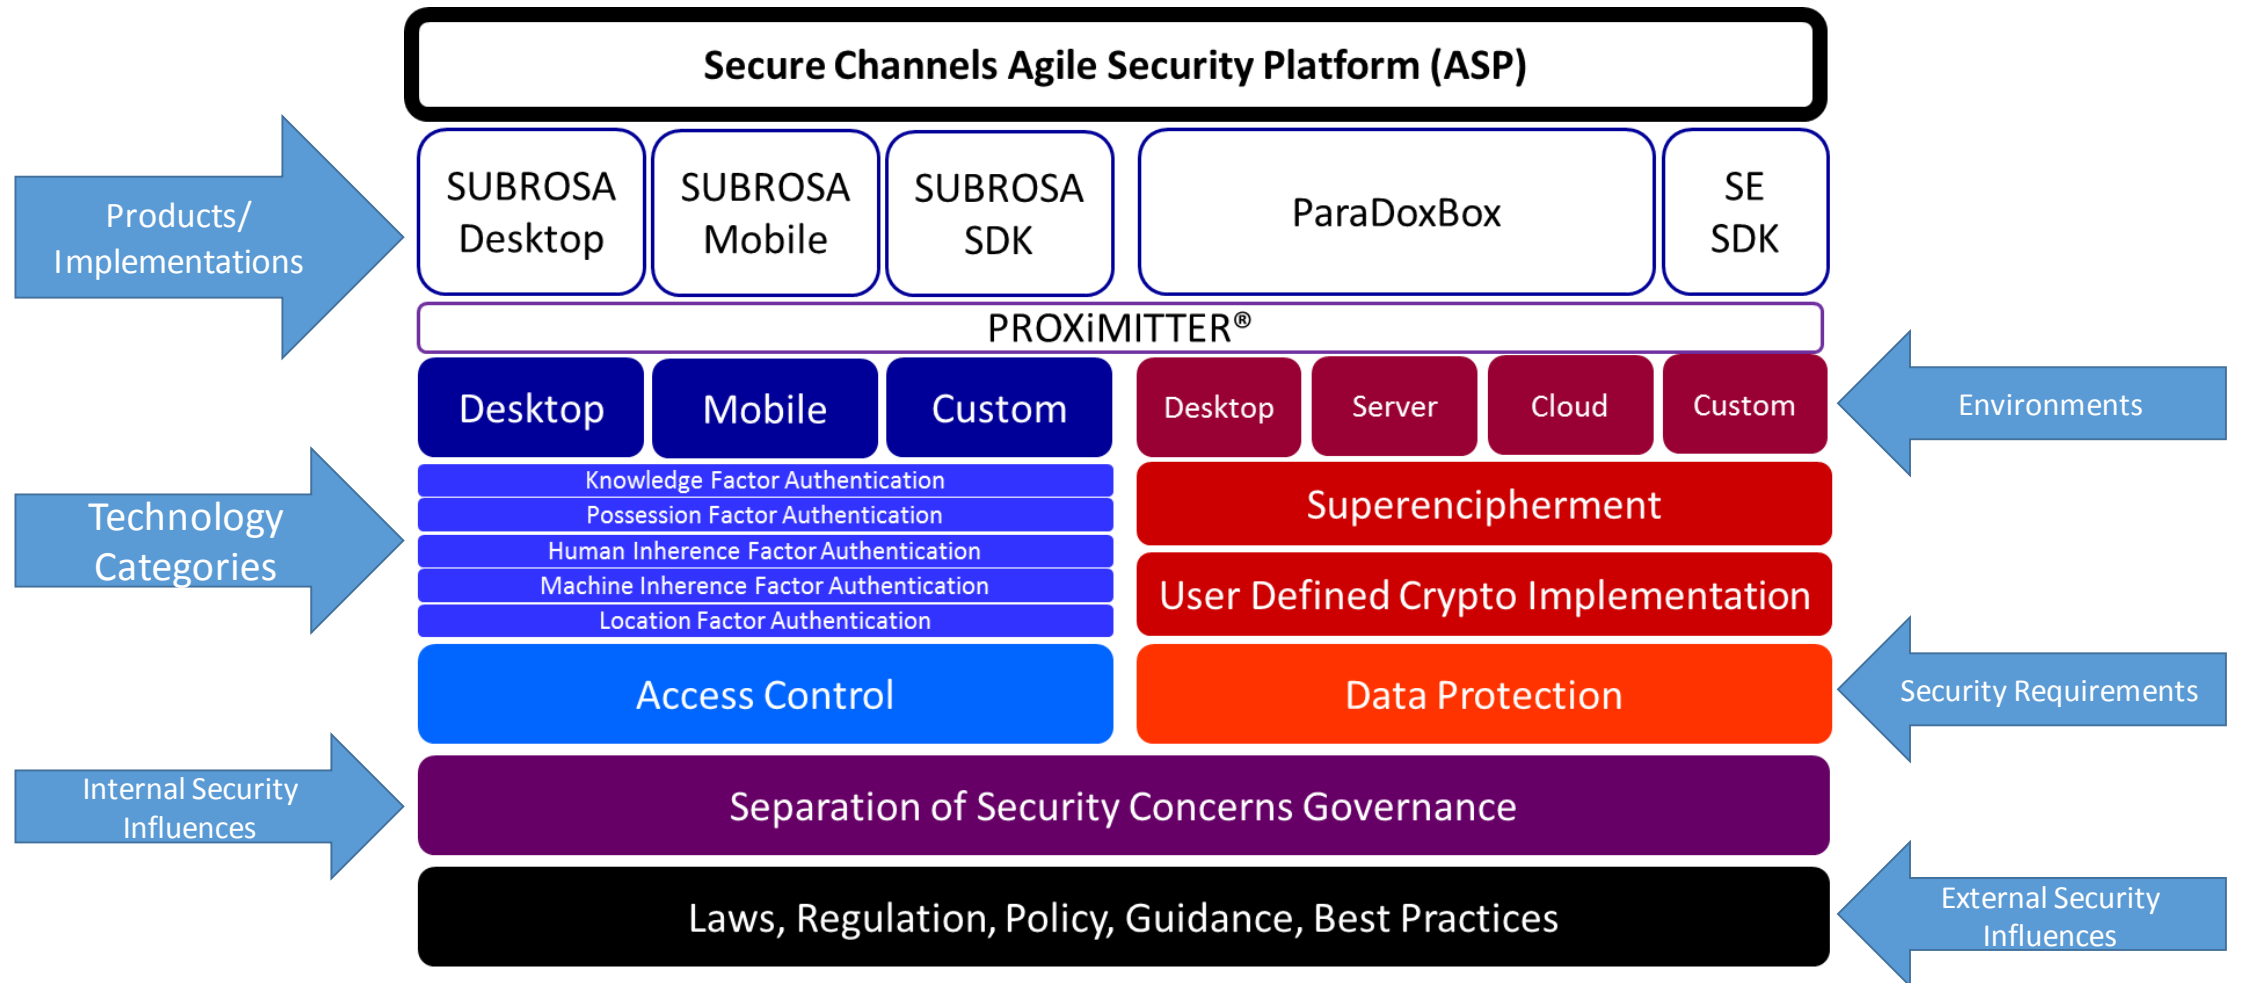 Secure Channels Agile Security Platform (ASP)
Products/
Implementations
SUBROSA
Desktop
SUBROSA
Mobile
SUBROSA
SDK
ParaDoxBox
SE
SDK
PROXiMITTER®
Desktop
Mobile
Custom
Desktop
Server
Cloud
Custom
Environments
Technology
Categories
Knowledge Factor Authentication
Possession Factor Authentication
Human Inherence Factor Authentication
Machine Inherence Factor Authentication
Location Factor Authentication
Superencipherment
User Defined Crypto Implementation
Access Control
Data Protection
Security Requirements
Internal Security
Influences
Separation of Security Concerns Governance
Laws, Regulation, Policy, Guidance, Best Practices
External Security
Influences